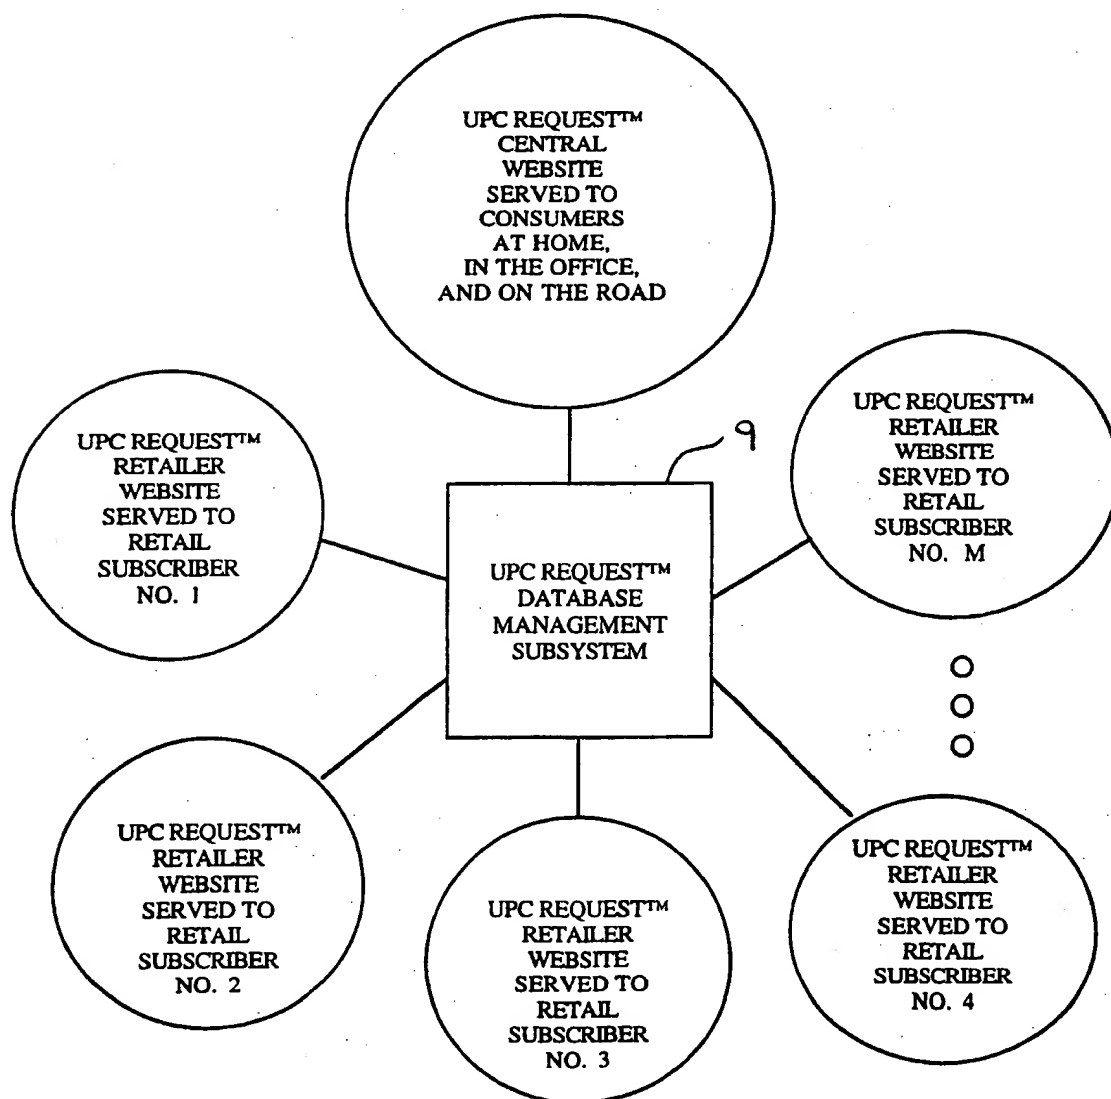 UPC REQUEST™
CENTRAL
WEBSITE
SERVED TO
CONSUMERS
AT HOME,
IN THE OFFICE,
AND ON THE ROAD
9
UPC REQUEST™
RETAILER
WEBSITE
SERVED TO
RETAIL
SUBSCRIBER
NO. M
UPC REQUEST™
RETAILER
WEBSITE
SERVED TO
RETAIL
SUBSCRIBER
NO. 1
UPC REQUEST™
DATABASE
MANAGEMENT
SUBSYSTEM
UPC REQUEST™
RETAILER
WEBSITE
SERVED TO
RETAIL
SUBSCRIBER
NO. 2
UPC REQUEST™
RETAILER
WEBSITE
SERVED TO
RETAIL
SUBSCRIBER
NO. 3
UPC REQUEST™
RETAILER
WEBSITE
SERVED TO
RETAIL
SUBSCRIBER
NO. 4